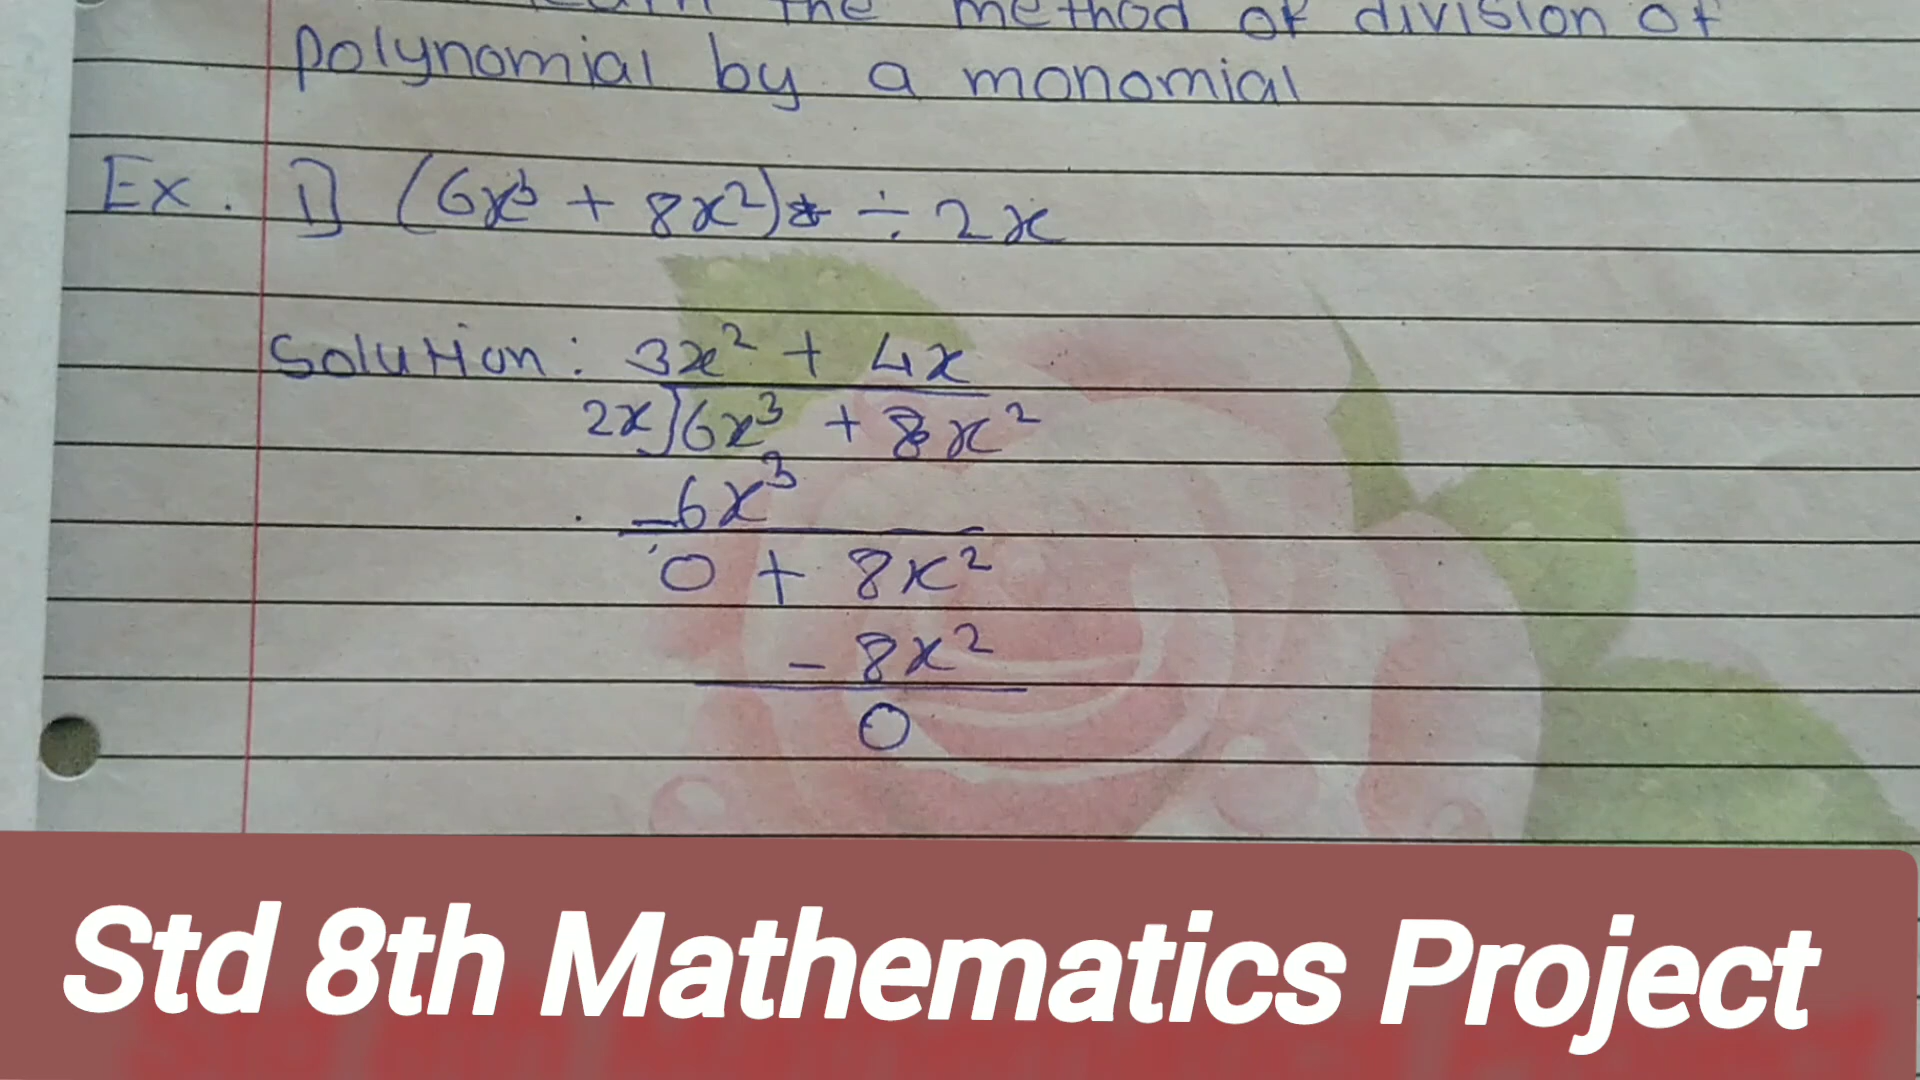 the method of division of
polynomial by a monomial
Ex. 1] (6x³ + 8x²) ÷ 2x
Solution: 3x² + 4x
2x)6x³ + 8x²
-6x³
0 + 8x²
- 8x²
0
Std 8th Mathematics Project